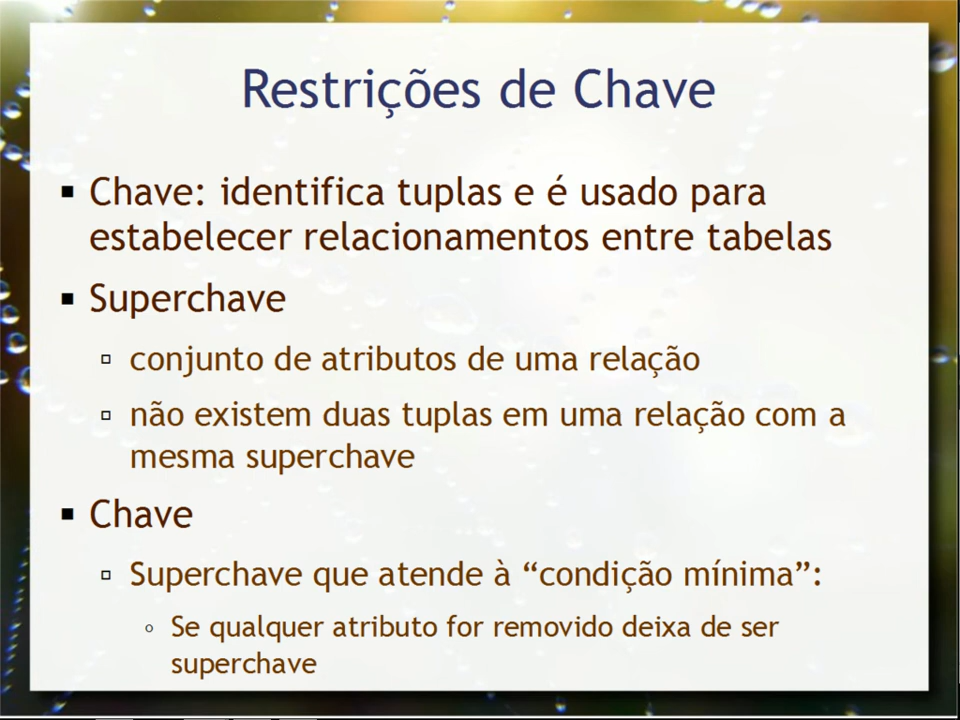 Restrições de Chave
Chave: identifica tuplas e é usado para
estabelecer relacionamentos entre tabelas
Superchave
conjunto de atributos de uma relação
não existem duas tuplas em uma relação com a
mesma superchave
Chave
Superchave que atende à “condição mínima”:
Se qualquer atributo for removido deixa de ser
superchave